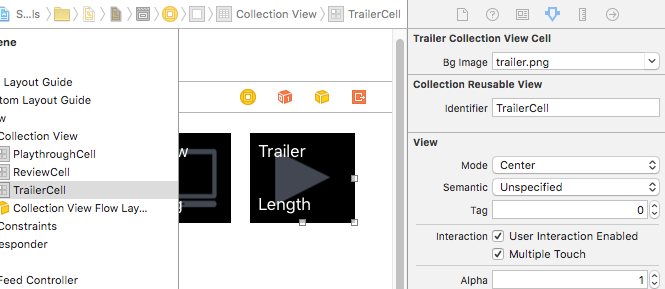 S...ls
Collection View
TrailerCell
ene
Layout Guide
tom Layout Guide
w
Collection View
PlaythroughCell
ReviewCell
TrailerCell
Collection View Flow Lay...
Constraints
esponder
Feed Controller
w
g
Trailer
Length
Trailer Collection View Cell
Bg Image trailer.png
Collection Reusable View
Identifier TrailerCell
View
Mode Center
Semantic Unspecified
Tag 0
Interaction User Interaction Enabled
Multiple Touch
Alpha 1